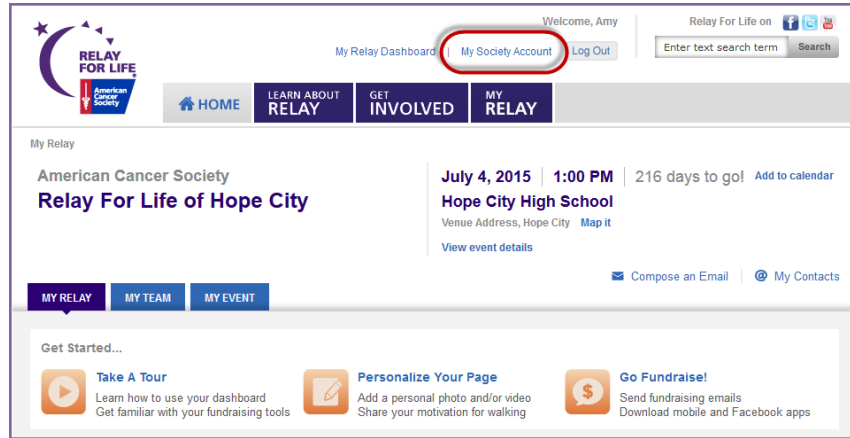 Welcome, Amy
Relay For Life on
My Relay Dashboard | My Society Account Log Out
Enter text search term Search
RELAY
FOR LIFE
American
Cancer
Society
HOME
LEARN ABOUT
RELAY
GET
INVOLVED
MY
RELAY
My Relay
American Cancer Society
Relay For Life of Hope City
July 4, 2015 | 1:00 PM | 216 days to go! Add to calendar
Hope City High School
Venue Address, Hope City Map it
View event details
Compose an Email @ My Contacts
MY RELAY MY TEAM MY EVENT
Get Started...
Take A Tour
Learn how to use your dashboard
Get familiar with your fundraising tools
Personalize Your Page
Add a personal photo and/or video
Share your motivation for walking
$
Go Fundraise!
Send fundraising emails
Download mobile and Facebook apps